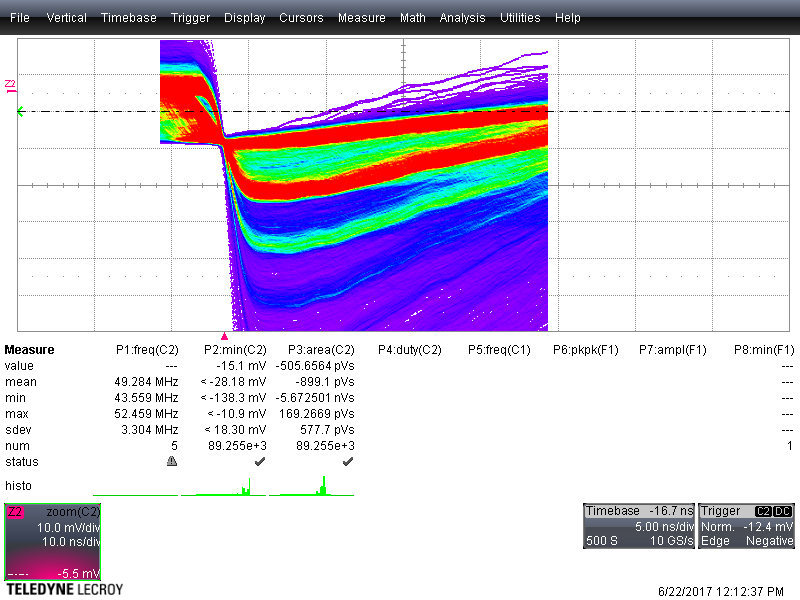 File Vertical Timebase Trigger Display Cursors Measure Math Analysis Utilities Help
Z2
Measure P1:freq(C2) P2:min(C2) P3:area(C2) P4:duty(C2) P5:freq(C1) P6:pkpk(F1) P7:ampl(F1) P8:min(F1)
value --- -15.1 mV -505.6564 pVs ---
mean 49.284 MHz < -28.18 mV -899.1 pVs ---
min 43.559 MHz < -138.3 mV -5.672501 nVs ---
max 52.459 MHz < -10.9 mV 169.2669 pVs ---
sdev 3.304 MHz < 18.30 mV 577.7 pVs ---
num 5 89.255e+3 89.255e+3 1
status
histo
Z2 zoom(C2)
10.0 mV/div
10.0 ns/div
-5.5 mV
Timebase -16.7 ns
5.00 ns/div
500 S 10 GS/s
Trigger C2 DC
Norm. -12.4 mV
Edge Negative
TELEDYNE LECROY
6/22/2017 12:12:37 PM